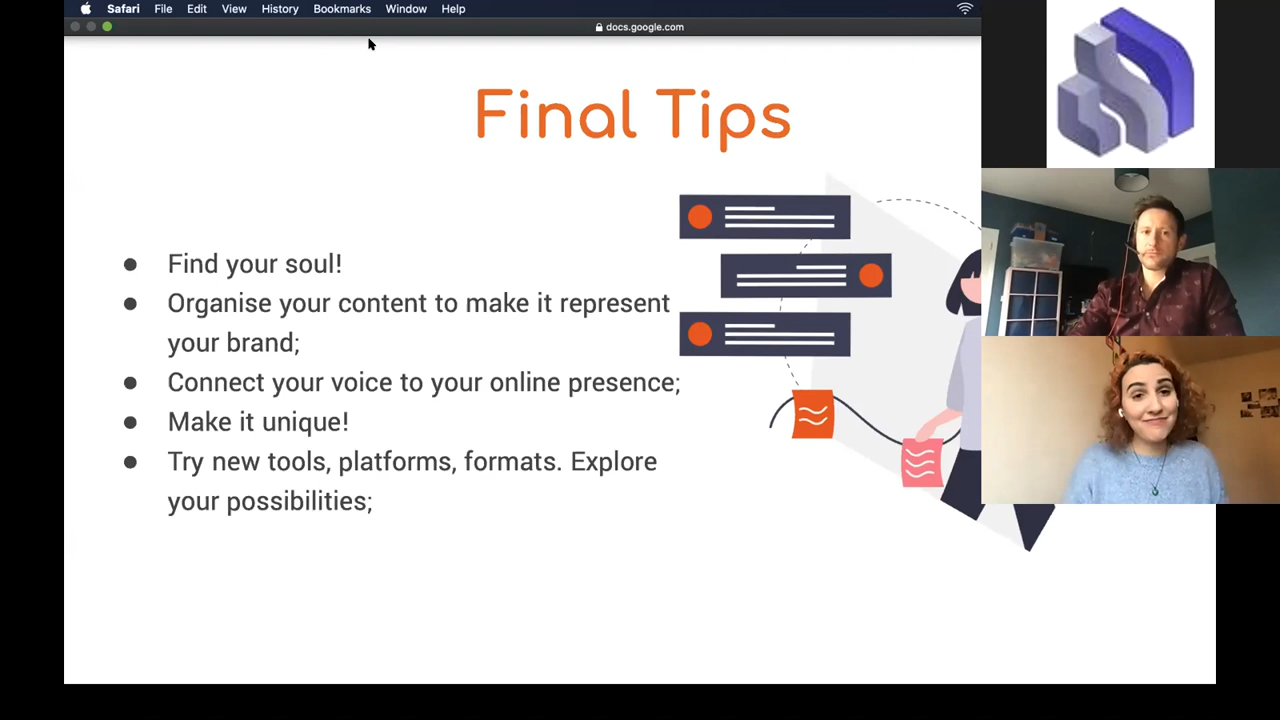 Safari File Edit View History Bookmarks Window Help
docs.google.com
Final Tips
● Find your soul!
● Organise your content to make it represent
your brand;
● Connect your voice to your online presence;
● Make it unique!
● Try new tools, platforms, formats. Explore
your possibilities;